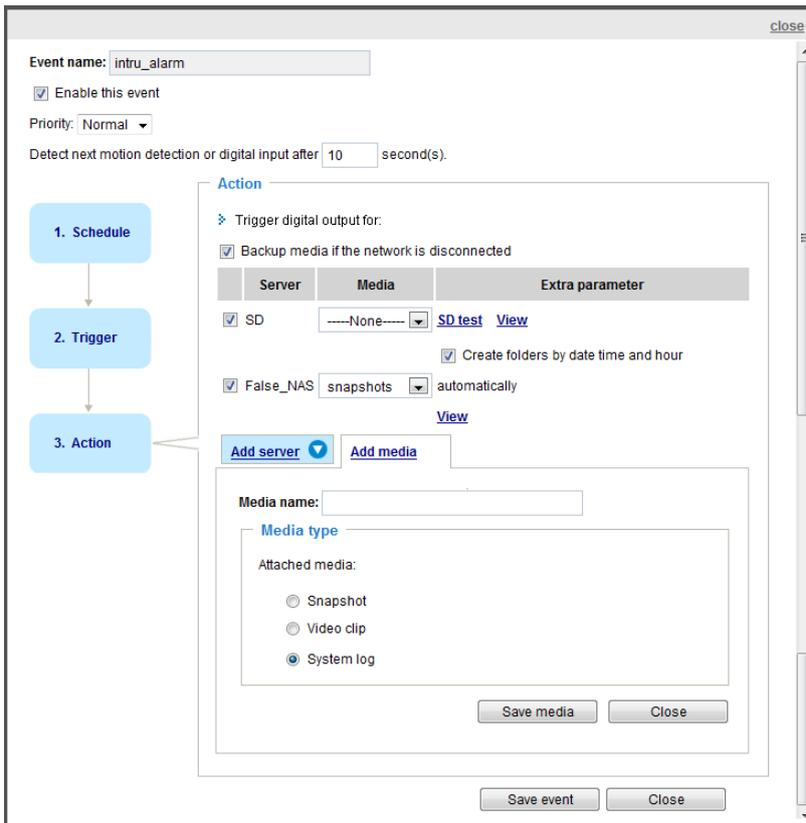 close
Event name: intru_alarm
Enable this event
Priority: Normal
Detect next motion detection or digital input after 10 second(s).
1. Schedule
2. Trigger
3. Action
Action
Trigger digital output for:
Backup media if the network is disconnected
Server Media Extra parameter
SD -----None----- SD test View
Create folders by date time and hour
False_NAS snapshots automatically
View
Add server Add media
Media name:
Media type
Attached media:
Snapshot
Video clip
System log
Save media Close
Save event Close